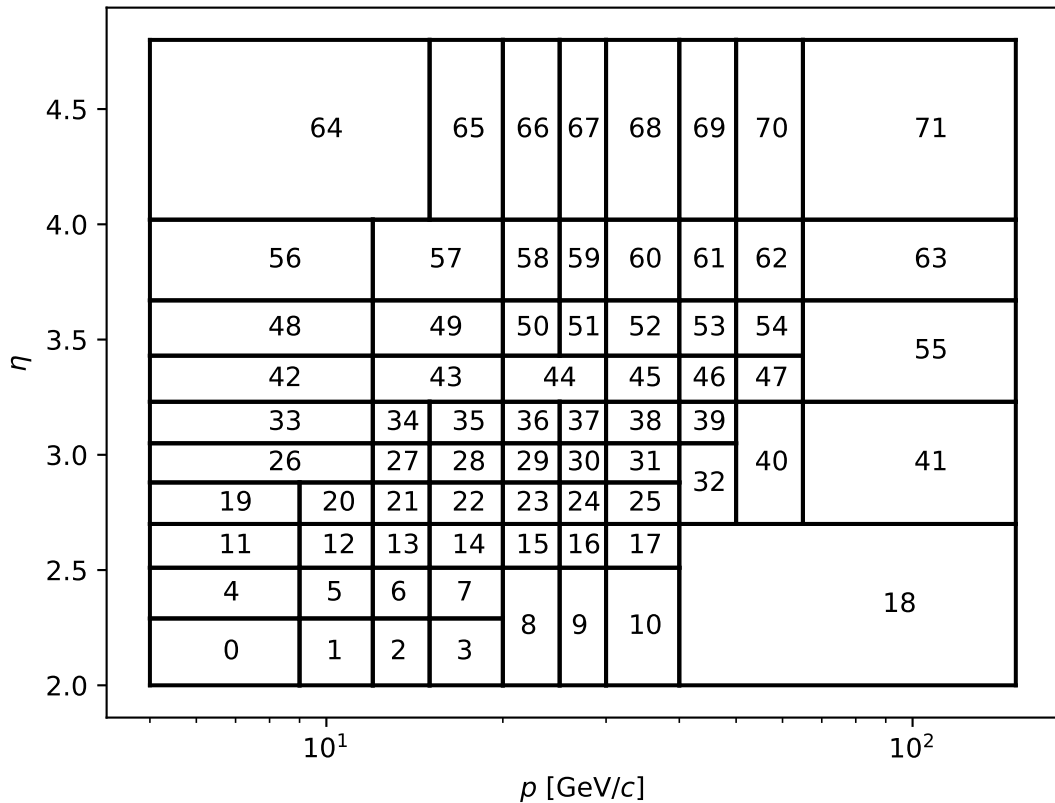 4.5
64 65 66 67 68 69 70 71
4.0
56 57 58 59 60 61 62 63
3.5
48 49 50 51 52 53 54
55
η
42 43 44 45 46 47
33 34 35 36 37 38 39
3.0
26 27 28 29 30 31 40 41
32
19 20 21 22 23 24 25
11 12 13 14 15 16 17
2.5
4 5 6 7
18
8 9 10
0 1 2 3
2.0
10¹ 10²
p [GeV/c]